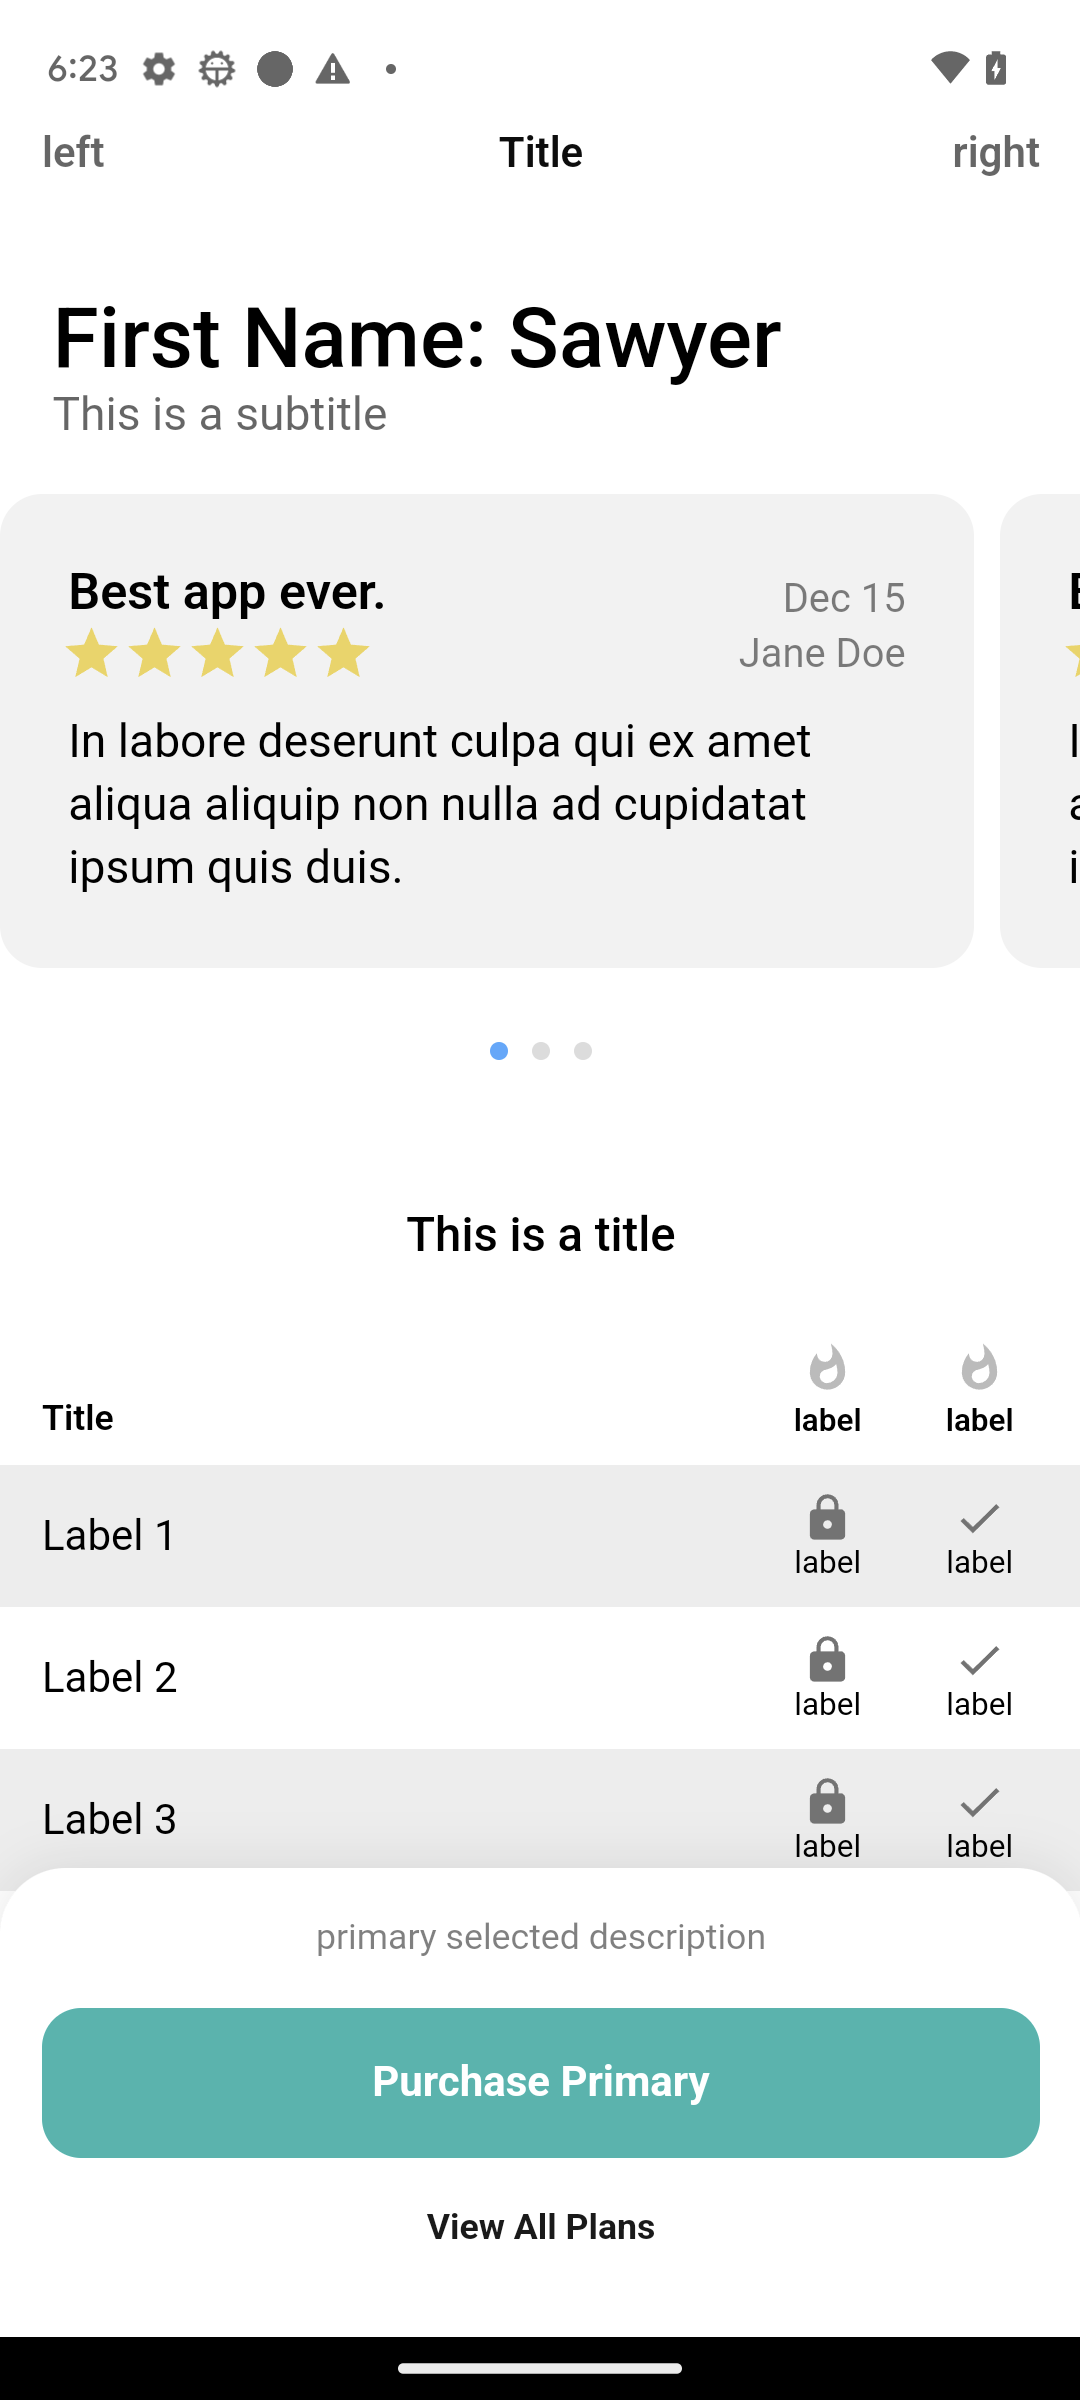 6:23
left Title right
First Name: Sawyer
This is a subtitle
Best app ever.
Dec 15
Jane Doe
In labore deserunt culpa qui ex amet
aliqua aliquip non nulla ad cupidatat
ipsum quis duis.
This is a title
Title label label
Label 1 label label
Label 2 label label
Label 3 label label
primary selected description
Purchase Primary
View All Plans